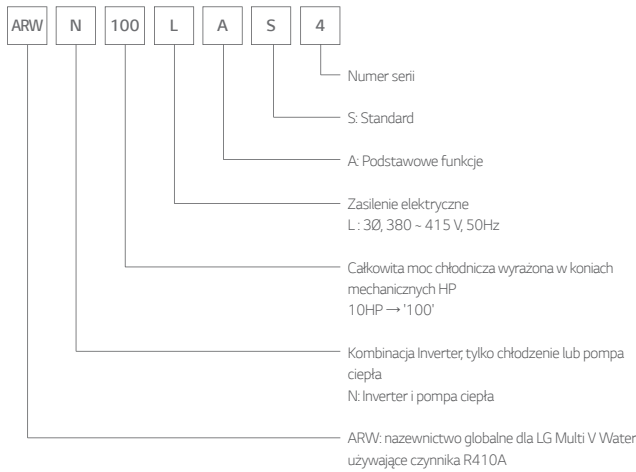 ARW N 100 L A S 4
Numer serii
S: Standard
A: Podstawowe funkcje
Zasilenie elektryczne
L : 3Ø, 380 ~ 415 V, 50Hz
Całkowita moc chłodnicza wyrażona w koniach
mechanicznych HP
10HP → '100'
Kombinacja Inverter, tylko chłodzenie lub pompa
ciepła
N: Inverter i pompa ciepła
ARW: nazewnictwo globalne dla LG Multi V Water
używające czynnika R410A